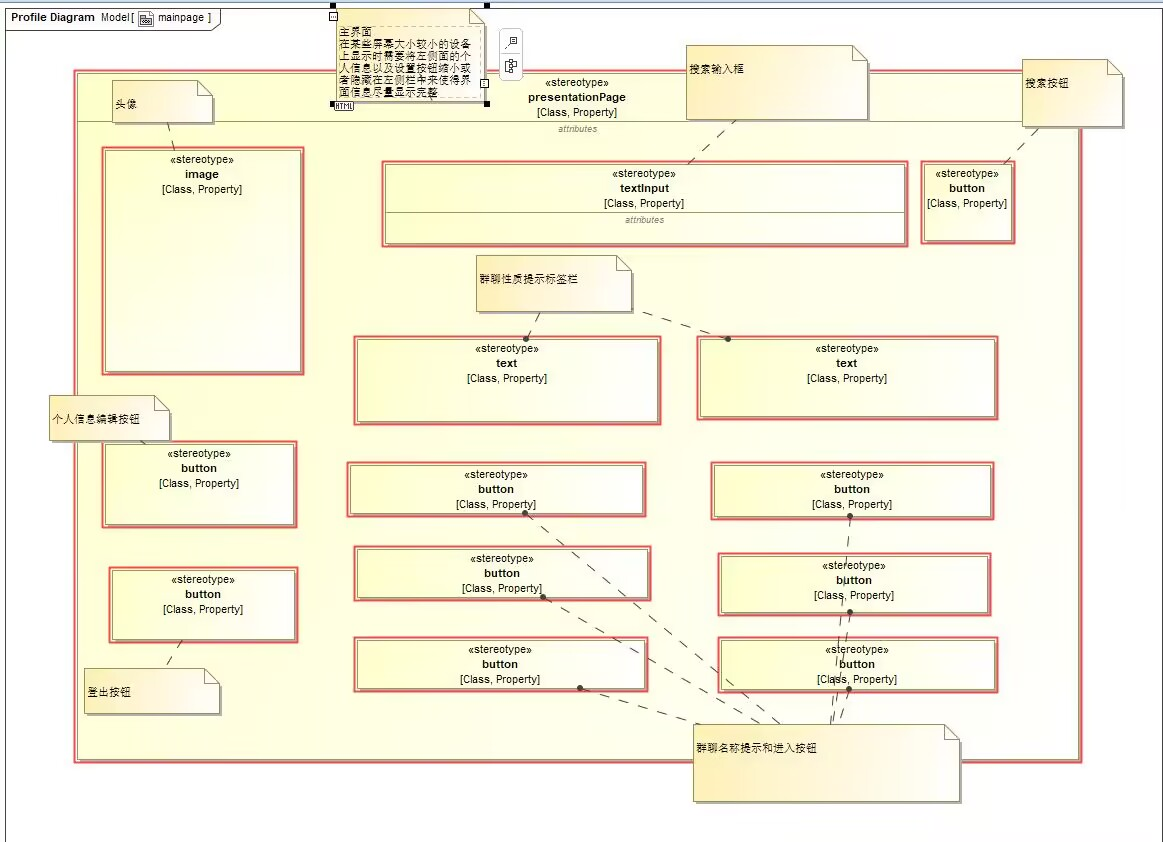 Profile Diagram Model[ mainpage ]
主界面
在某些屏幕大小较小的设备
上显示时需要将左侧面的个
人信息以及设置按钮缩小或
者隐藏在左侧栏中来使得界
面信息尽量显示完整
HTML
搜索输入框
搜索按钮
头像
«stereotype»
presentationPage
[Class, Property]
attributes
«stereotype»
image
[Class, Property]
«stereotype»
textInput
[Class, Property]
attributes
«stereotype»
button
[Class, Property]
群聊性质提示标签栏
«stereotype»
text
[Class, Property]
«stereotype»
text
[Class, Property]
个人信息编辑按钮
«stereotype»
button
[Class, Property]
«stereotype»
button
[Class, Property]
«stereotype»
button
[Class, Property]
«stereotype»
button
[Class, Property]
«stereotype»
button
[Class, Property]
«stereotype»
button
[Class, Property]
«stereotype»
button
[Class, Property]
«stereotype»
button
[Class, Property]
登出按钮
群聊名称提示和进入按钮